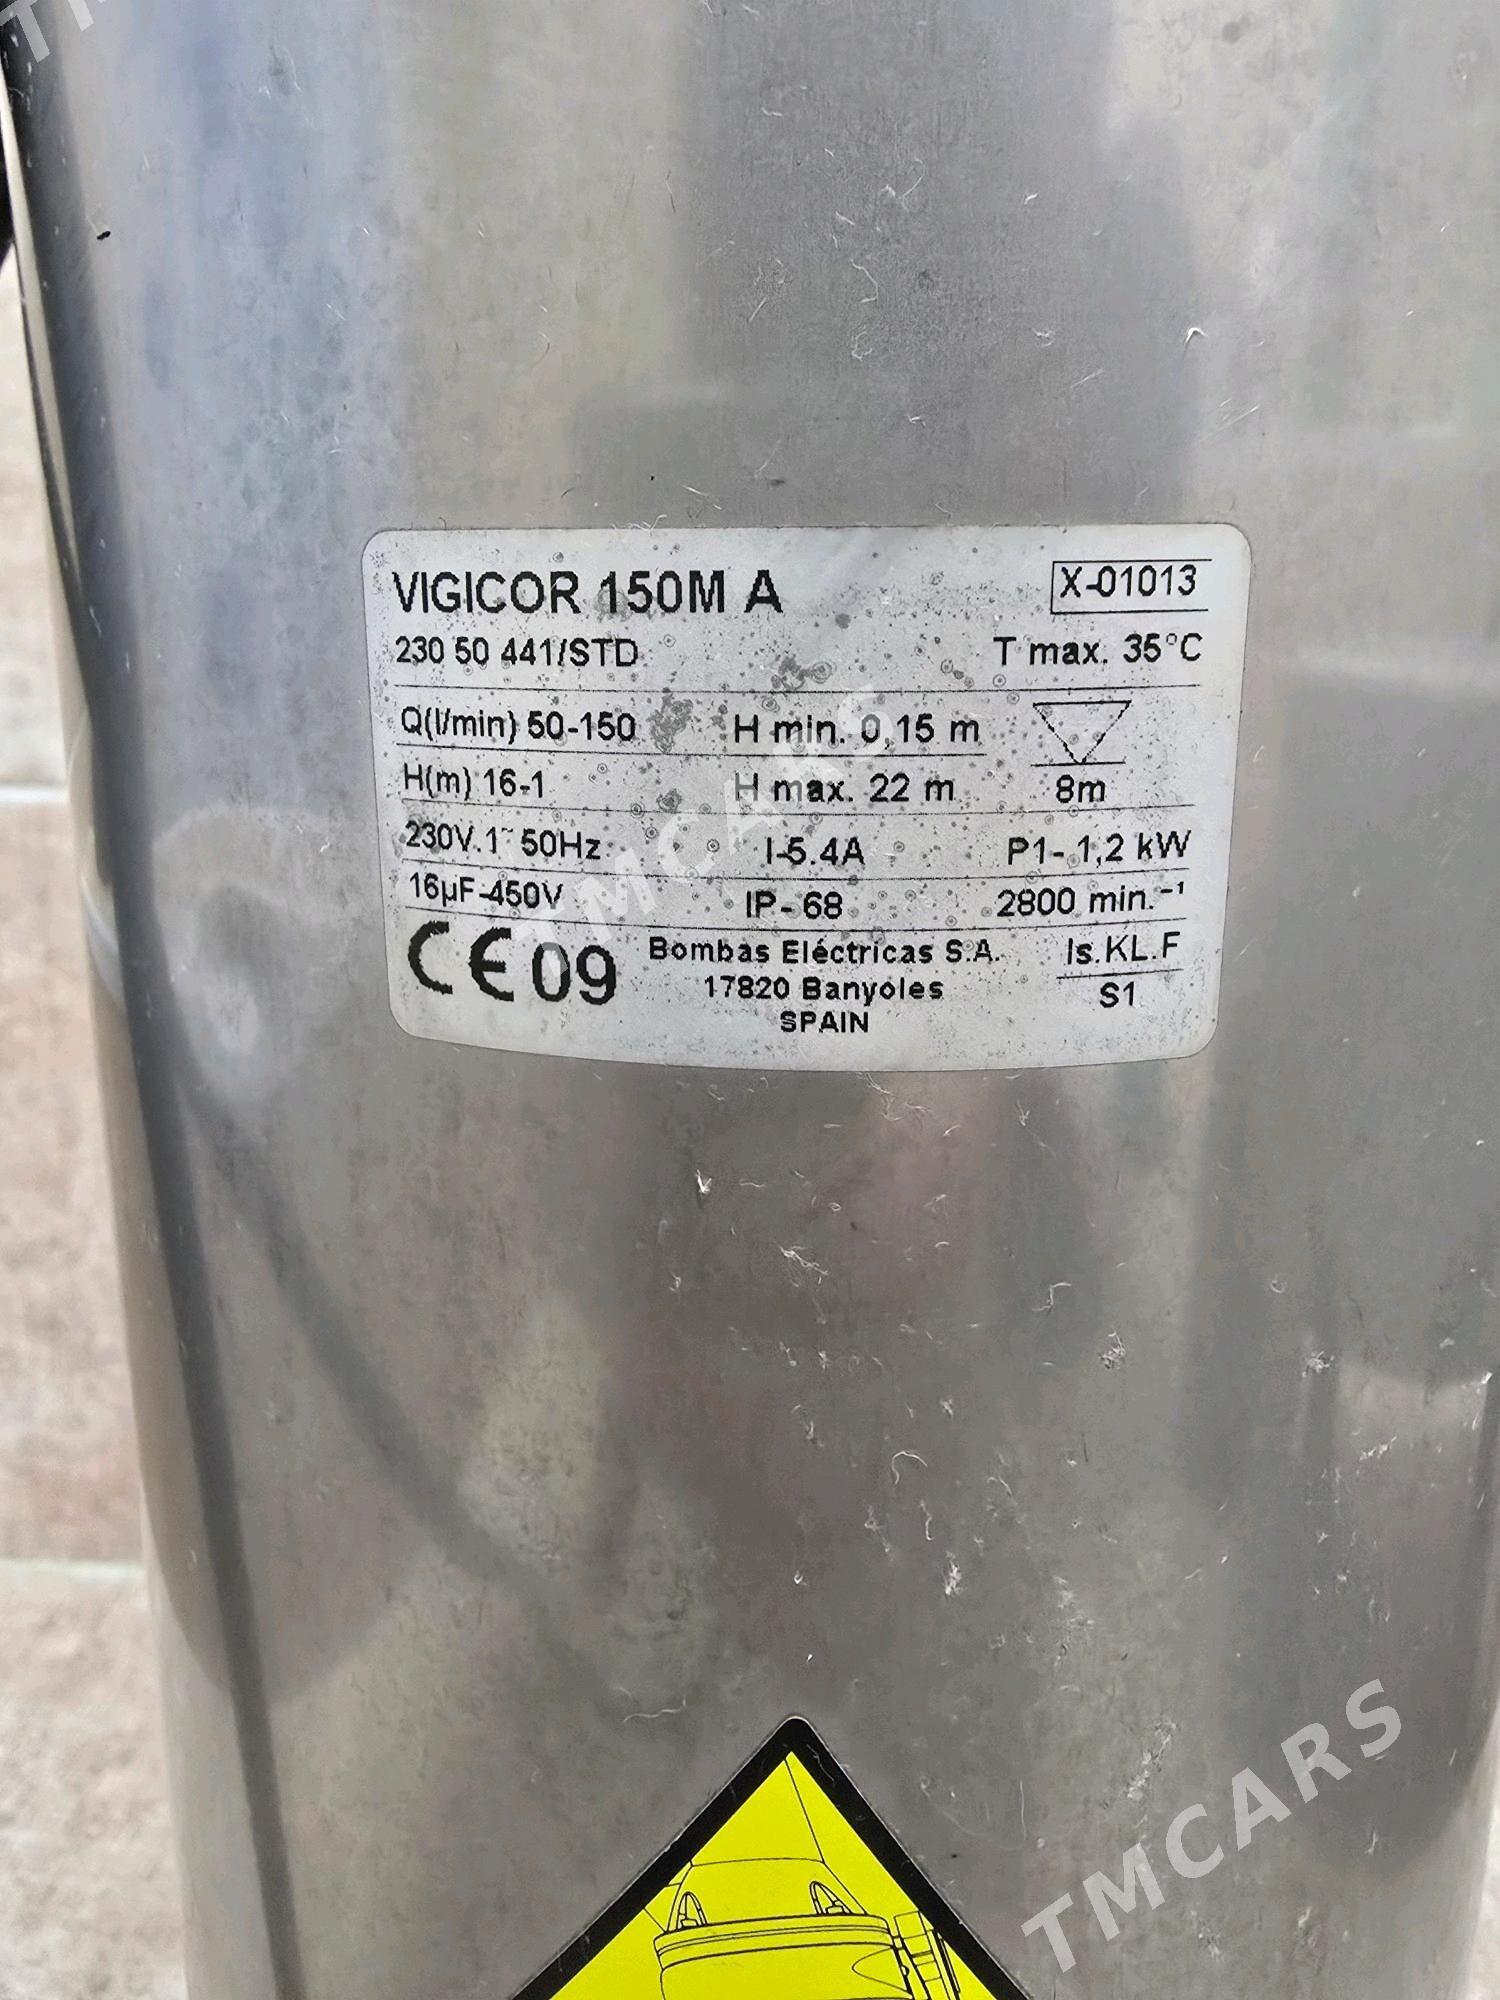 VIGICOR 150M A
X-01013
230 50 441/STD
T max. 35°C
Q(l/min) 50-150
H min. 0,15 m
H(m) 16-1
H max. 22 m
8m
230V.1~50Hz
I-5.4A
P1-1,2 kW
16µF-450V
IP-68
2800 min.⁻¹
CE 09
Bombas Eléctricas S.A.
17820 Banyoles
SPAIN
Is.KL.F
S1
TMCARS
TMCARS